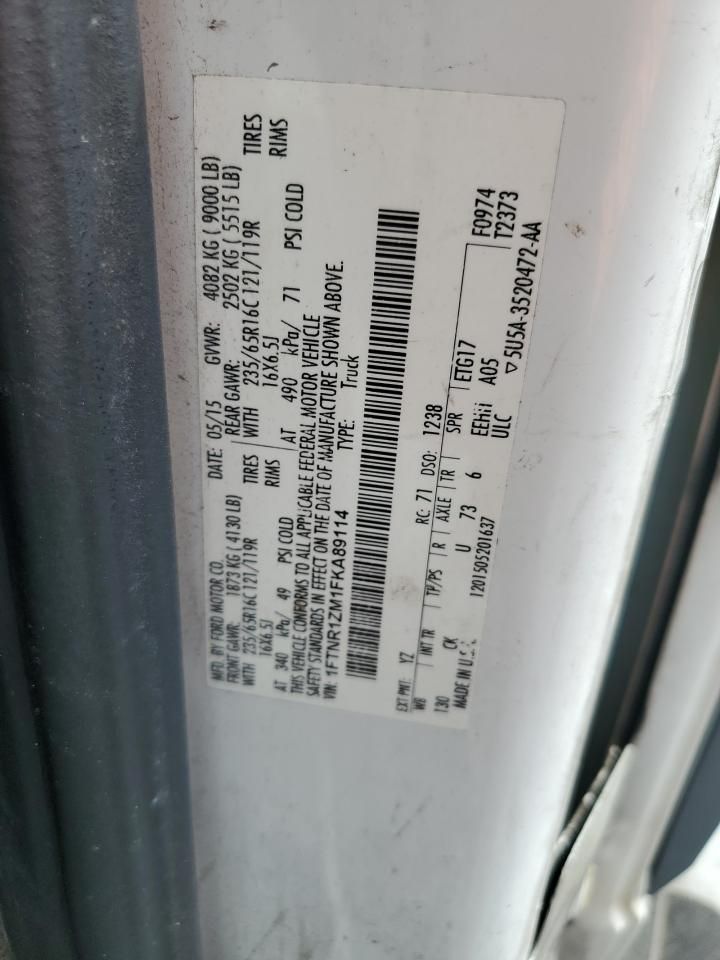 MFD. BY FORD MOTOR CO. DATE: 05/15 GVWR: 4082 KG ( 9000 LB)
FRONT GAWR: 1873 KG ( 4130 LB) REAR GAWR: 2502 KG ( 5515 LB)
WITH 235/65R16C 121/119R TIRES WITH 235/65R16C 121/119R TIRES
16X6.5J RIMS 16X6.5J RIMS
AT 340 kPa/ 49 PSI COLD AT 490 kPa/ 71 PSI COLD
THIS VEHICLE CONFORMS TO ALL APPLICABLE FEDERAL MOTOR VEHICLE
SAFETY STANDARDS IN EFFECT ON THE DATE OF MANUFACTURE SHOWN ABOVE.
VIN: 1FTNR1ZM1FKA89114 TYPE: Truck
EXT PNT: YZ RC: 71 DSO: 1238 F0974
WB INT TR TP/PS R AXLE TR SPR ETG17 T2373
130 CK U 73 6 EEHiii A05
MADE IN U.S.A. 1201505201637 ULC ▽5U5A-3520472-AA